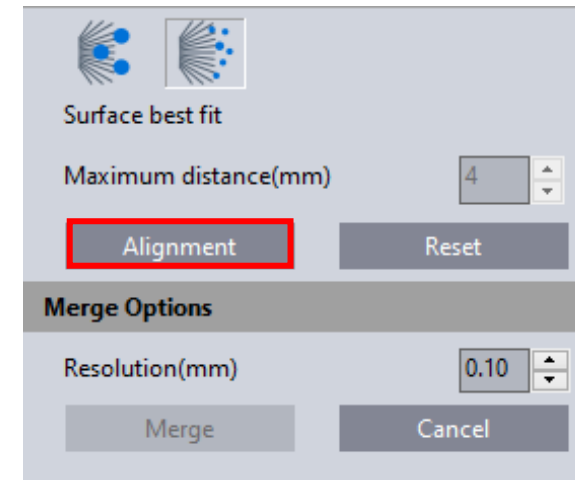 Surface best fit
Maximum distance(mm) 4
Alignment Reset
Merge Options
Resolution(mm) 0.10
Merge Cancel